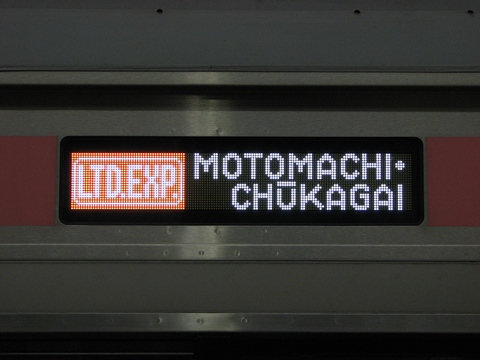 LTD.EXP.
MOTOMACHI・
CHŪKAGAI